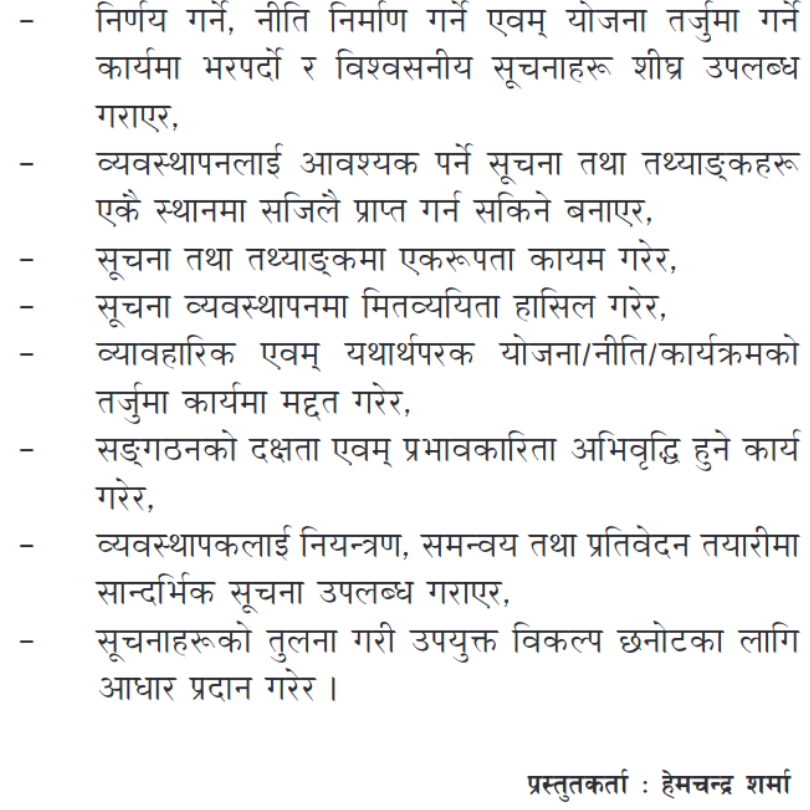 - निर्णय गर्ने, नीति निर्माण गर्ने एवम् योजना तर्जुमा गर्ने
कार्यमा भरपर्दो र विश्वसनीय सूचनाहरू शीघ्र उपलब्ध
गराएर,
- व्यवस्थापनलाई आवश्यक पर्ने सूचना तथा तथ्याङ्कहरू
एकै स्थानमा सजिलै प्राप्त गर्न सकिने बनाएर,
- सूचना तथा तथ्याङ्कमा एकरूपता कायम गरेर,
- सूचना व्यवस्थापनमा मितव्ययिता हासिल गरेर,
- व्यावहारिक एवम् यथार्थपरक योजना/नीति/कार्यक्रमको
तर्जुमा कार्यमा मद्दत गरेर,
- सङ्गठनको दक्षता एवम् प्रभावकारिता अभिवृद्धि हुने कार्य
गरेर,
- व्यवस्थापकलाई नियन्त्रण, समन्वय तथा प्रतिवेदन तयारीमा
सान्दर्भिक सूचना उपलब्ध गराएर,
- सूचनाहरूको तुलना गरी उपयुक्त विकल्प छनोटका लागि
आधार प्रदान गरेर ।
प्रस्तुतकर्ता : हेमचन्द्र शर्मा